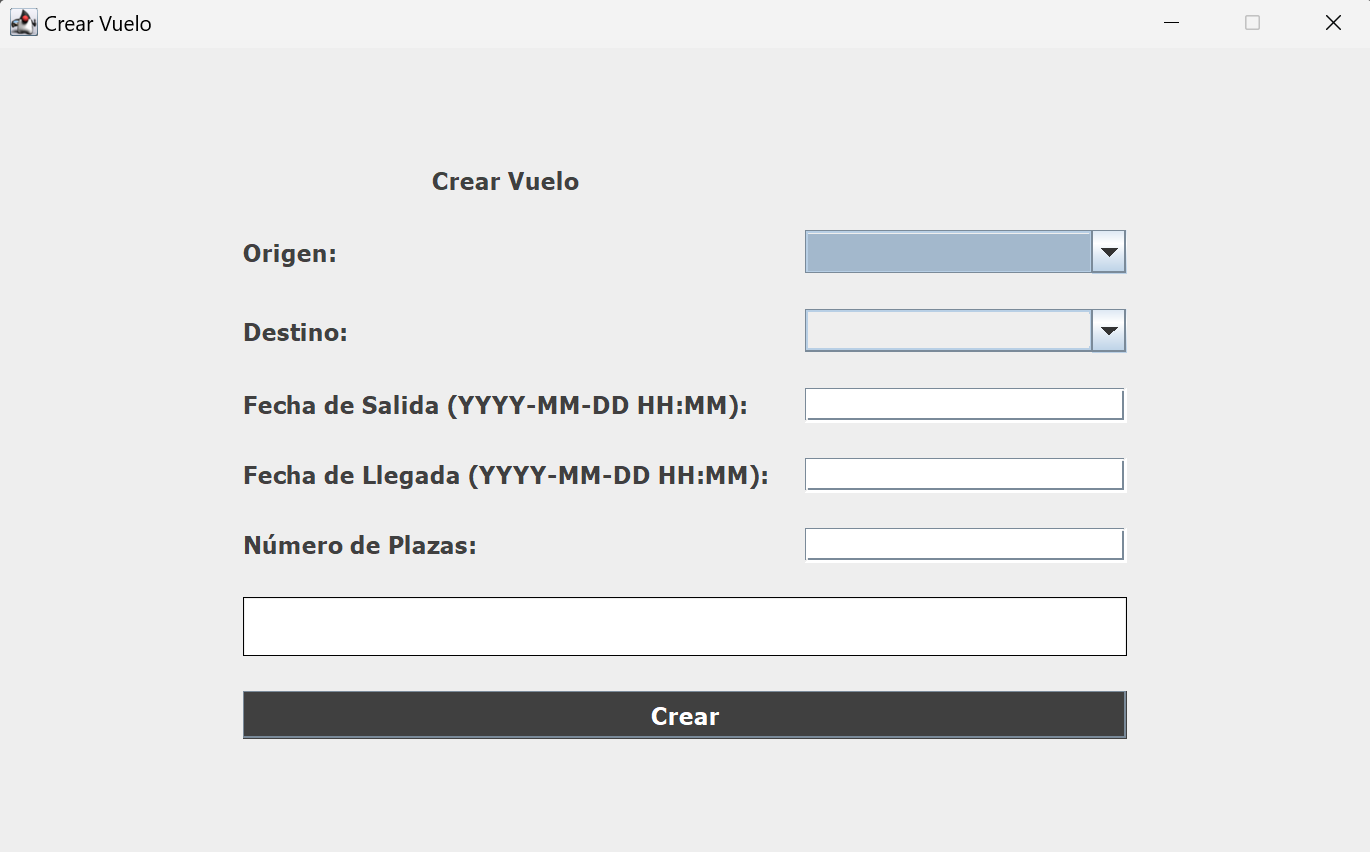 Crear Vuelo
Crear Vuelo
Origen:
Destino:
Fecha de Salida (YYYY-MM-DD HH:MM):
Fecha de Llegada (YYYY-MM-DD HH:MM):
Número de Plazas:
Crear